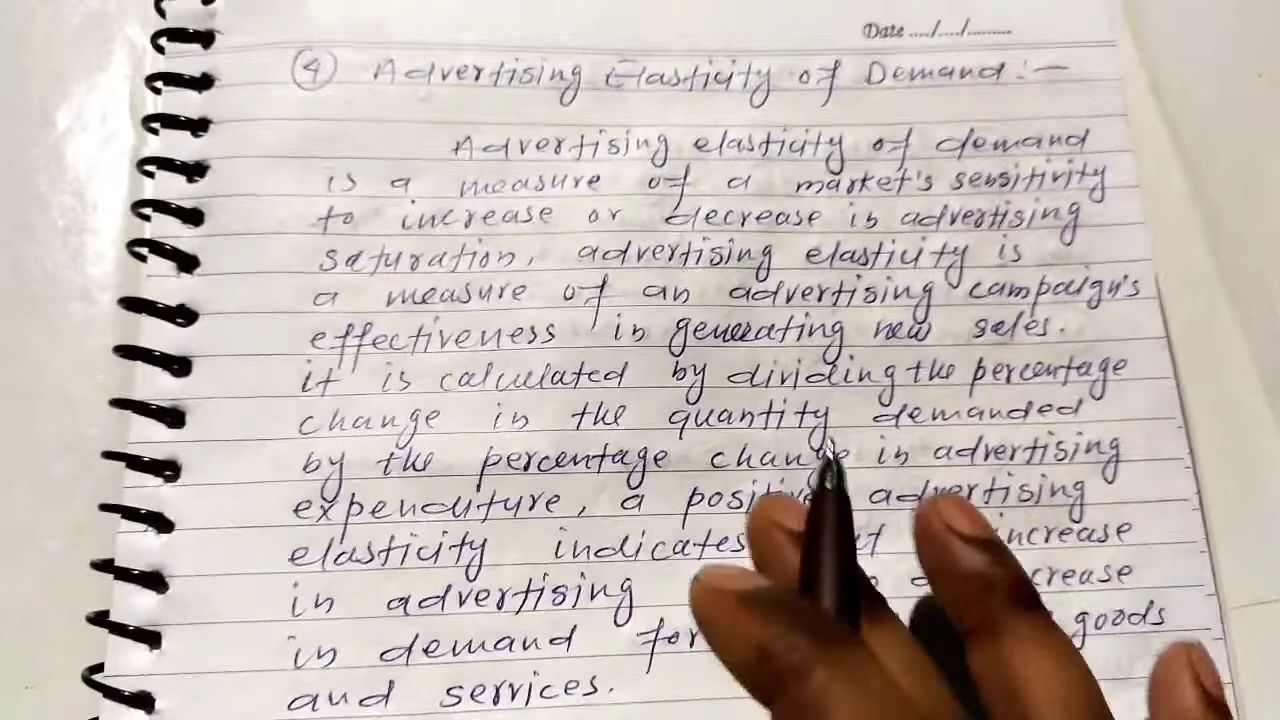 Date ..../..../.........
④ Advertising Elasticity of Demand :—
Advertising elasticity of demand
is a measure of a market's sensitivity
to increase or decrease in advertising
saturation, advertising elasticity is
a measure of an advertising campaign's
effectiveness in generating new sales.
it is calculated by dividing the percentage
change in the quantity demanded
by the percentage change in advertising
expenditure, a positive advertising
elasticity indicates increase
in advertising
in demand for goods
and services.